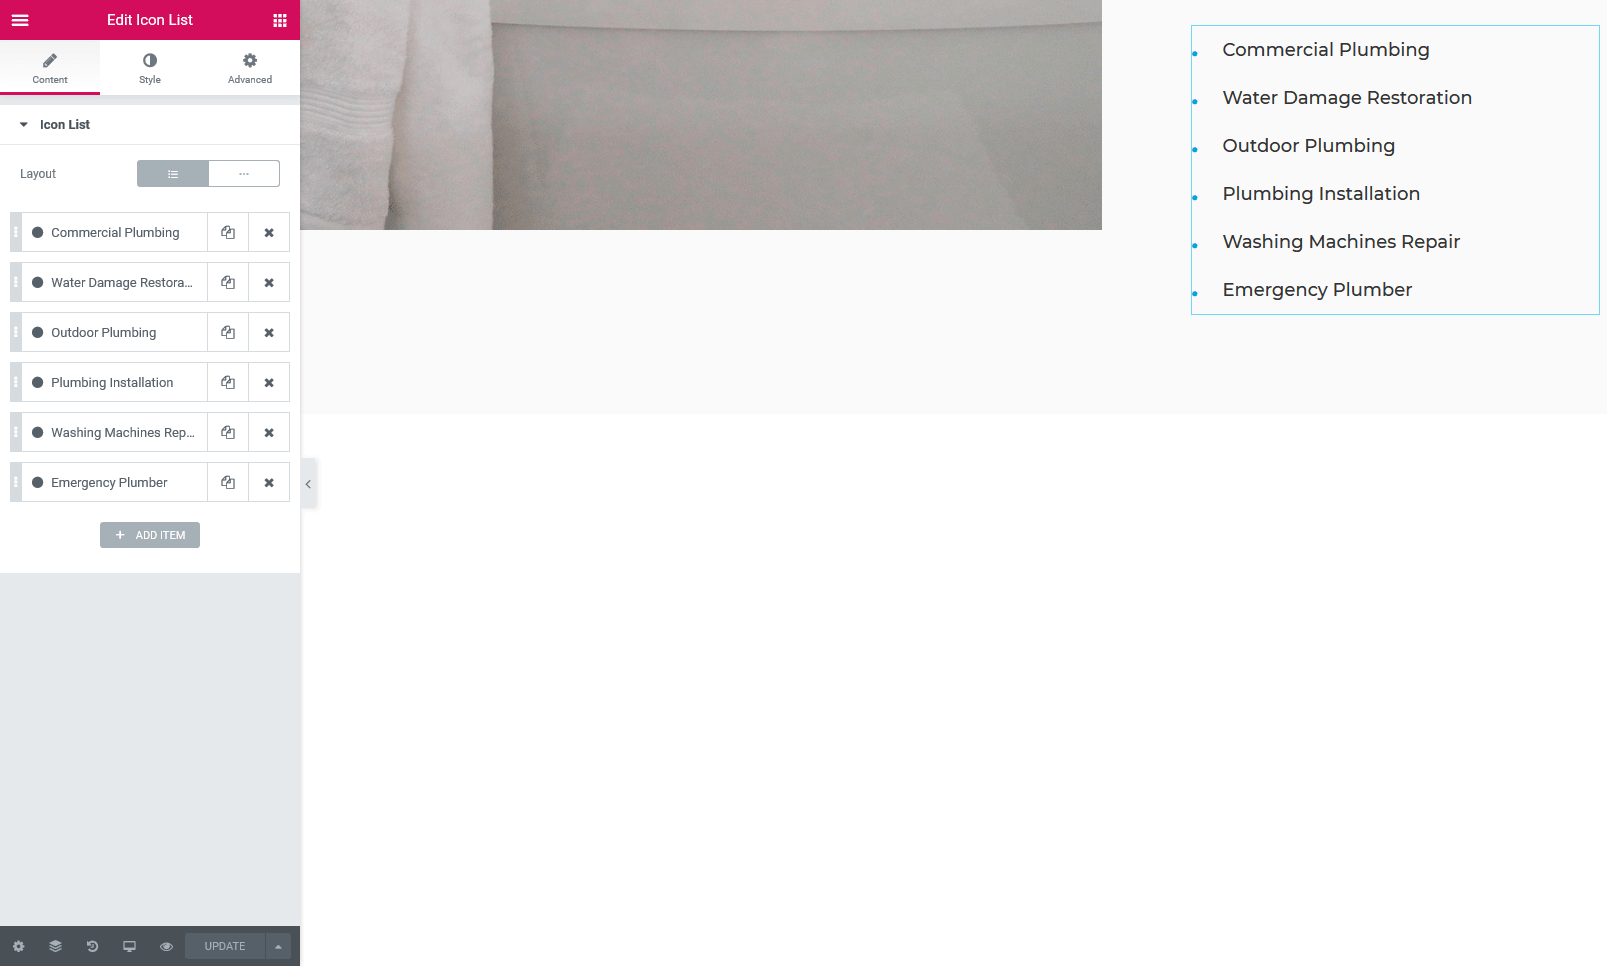 Edit Icon List
Content
Style
Advanced
Icon List
Layout
Commercial Plumbing
Water Damage Restora...
Outdoor Plumbing
Plumbing Installation
Washing Machines Rep...
Emergency Plumber
ADD ITEM
UPDATE
Commercial Plumbing
Water Damage Restoration
Outdoor Plumbing
Plumbing Installation
Washing Machines Repair
Emergency Plumber